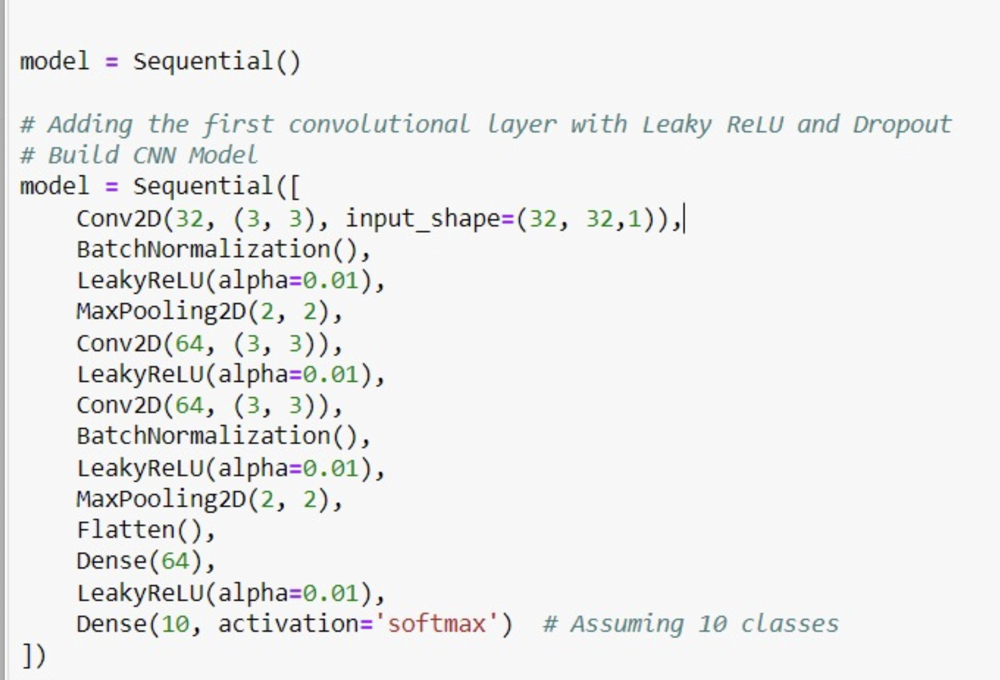 model = Sequential()
# Adding the first convolutional layer with Leaky ReLU and Dropout
# Build CNN Model
model = Sequential([
    Conv2D(32, (3, 3), input_shape=(32, 32,1)),
    BatchNormalization(),
    LeakyReLU(alpha=0.01),
    MaxPooling2D(2, 2),
    Conv2D(64, (3, 3)),
    LeakyReLU(alpha=0.01),
    Conv2D(64, (3, 3)),
    BatchNormalization(),
    LeakyReLU(alpha=0.01),
    MaxPooling2D(2, 2),
    Flatten(),
    Dense(64),
    LeakyReLU(alpha=0.01),
    Dense(10, activation='softmax')  # Assuming 10 classes
])